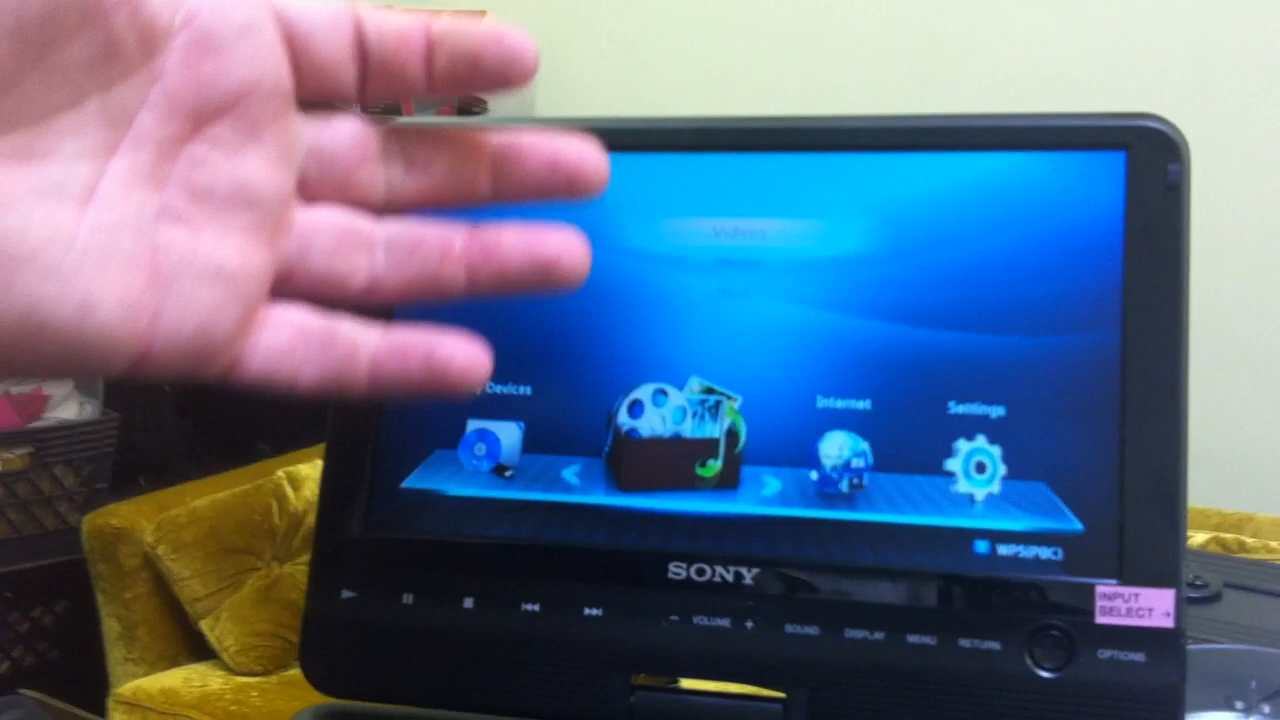 Videos
Devices
Internet
Settings
WPS(PBC)
SONY
INPUT
SELECT →
− VOLUME +
SOUND
DISPLAY
MENU
RETURN
OPTIONS